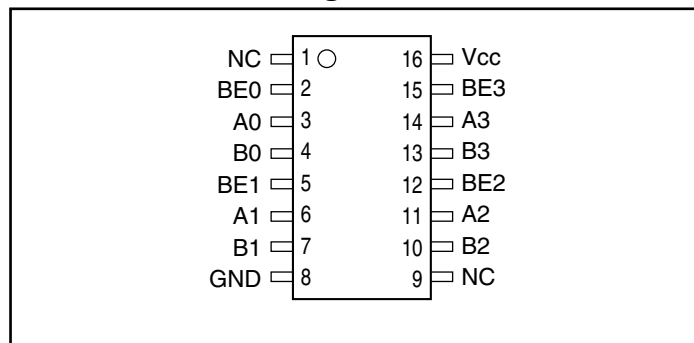 NC 1 16 Vcc
BE0 2 15 BE3
A0 3 14 A3
B0 4 13 B3
BE1 5 12 BE2
A1 6 11 A2
B1 7 10 B2
GND 8 9 NC